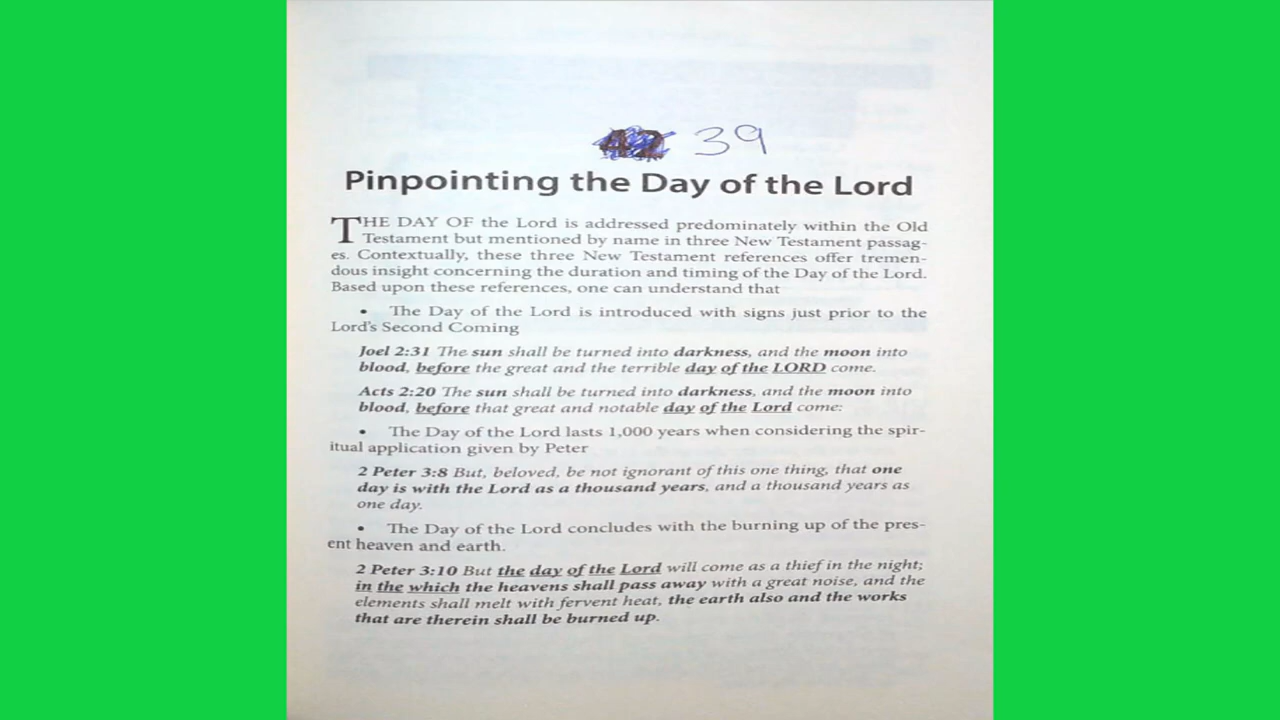 39
Pinpointing the Day of the Lord
THE DAY OF the Lord is addressed predominately within the Old
Testament but mentioned by name in three New Testament passag-
es. Contextually, these three New Testament references offer tremen-
dous insight concerning the duration and timing of the Day of the Lord.
Based upon these references, one can understand that
• The Day of the Lord is introduced with signs just prior to the
Lord's Second Coming
Joel 2:31 The sun shall be turned into darkness, and the moon into
blood, before the great and the terrible day of the LORD come.
Acts 2:20 The sun shall be turned into darkness, and the moon into
blood, before that great and notable day of the Lord come:
• The Day of the Lord lasts 1,000 years when considering the spir-
itual application given by Peter
2 Peter 3:8 But, beloved, be not ignorant of this one thing, that one
day is with the Lord as a thousand years, and a thousand years as
one day.
• The Day of the Lord concludes with the burning up of the pres-
ent heaven and earth.
2 Peter 3:10 But the day of the Lord will come as a thief in the night;
in the which the heavens shall pass away with a great noise, and the
elements shall melt with fervent heat, the earth also and the works
that are therein shall be burned up.